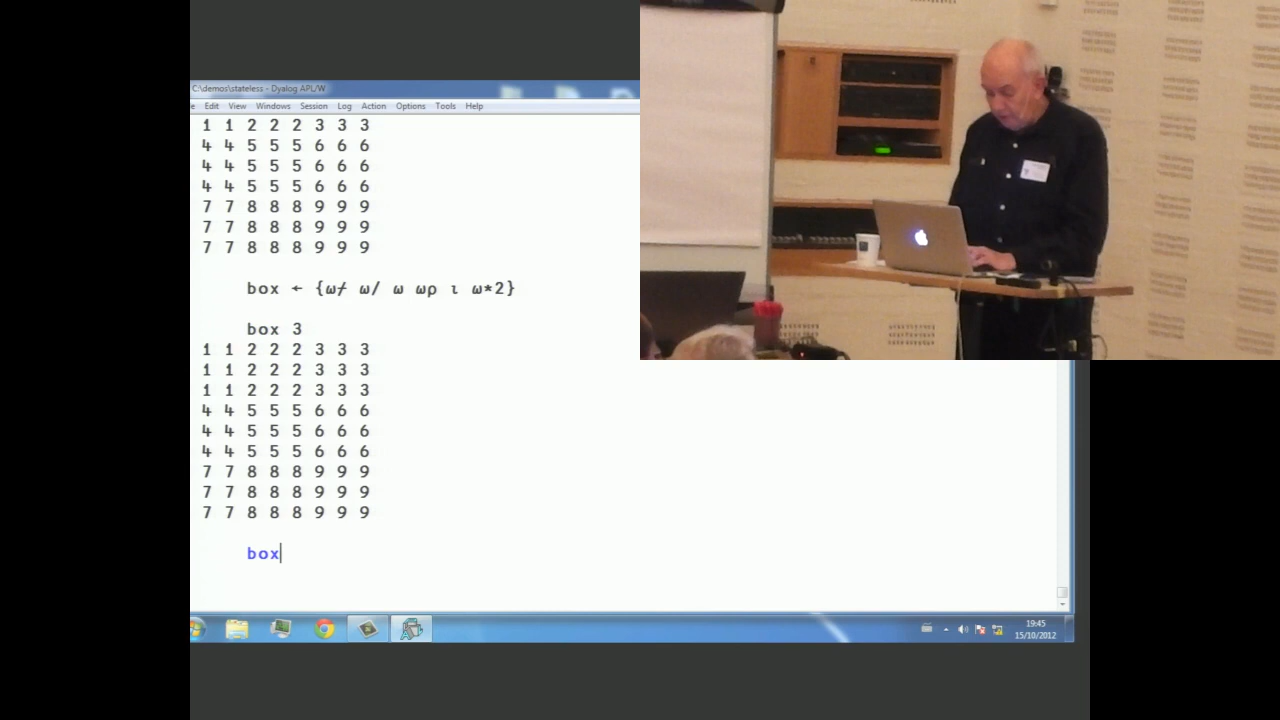 C:\demos\stateless - Dyalog APL/W
Edit View Windows Session Log Action Options Tools Help
1 1 2 2 2 3 3 3
4 4 5 5 5 6 6 6
4 4 5 5 5 6 6 6
4 4 5 5 5 6 6 6
7 7 8 8 8 9 9 9
7 7 8 8 8 9 9 9
7 7 8 8 8 9 9 9
box ← {⍵⌿ ⍵/ ⍵ ⍵⍴ ⍳ ⍵*2}
box 3
1 1 2 2 2 3 3 3
1 1 2 2 2 3 3 3
1 1 2 2 2 3 3 3
4 4 5 5 5 6 6 6
4 4 5 5 5 6 6 6
4 4 5 5 5 6 6 6
7 7 8 8 8 9 9 9
7 7 8 8 8 9 9 9
7 7 8 8 8 9 9 9
box
19:45
15/10/2012